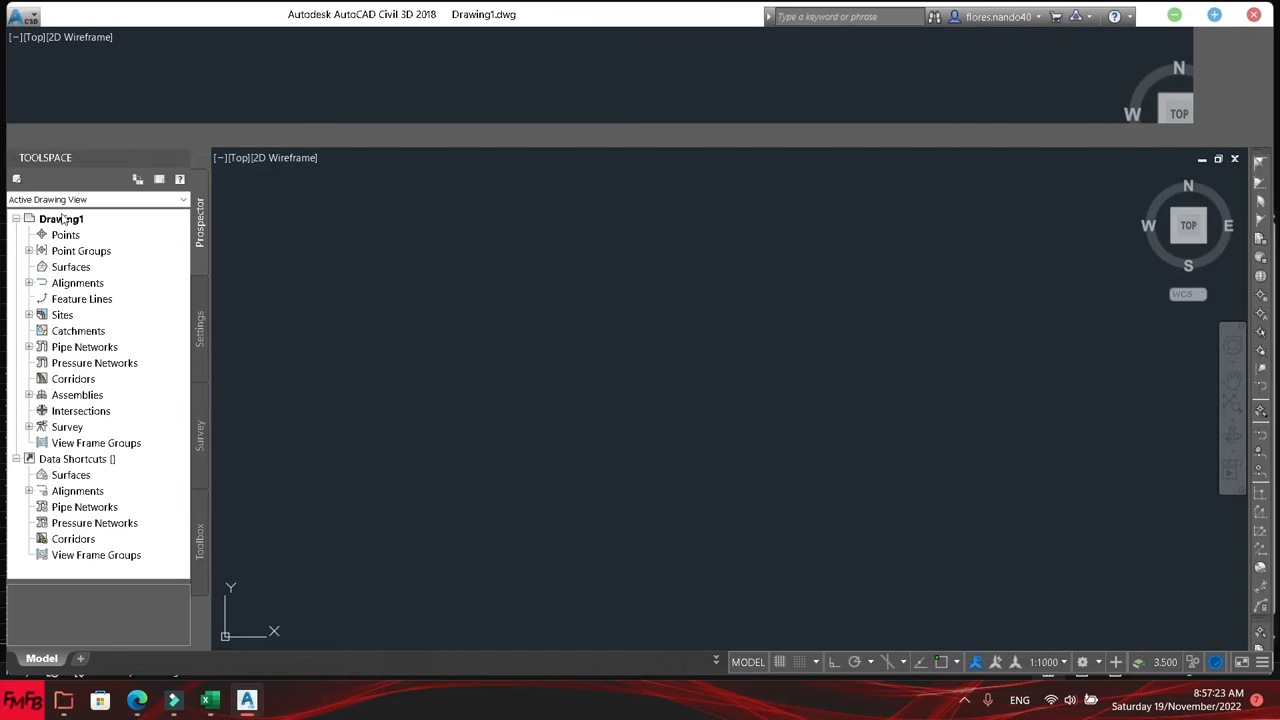 C3D
Autodesk AutoCAD Civil 3D 2018 Drawing1.dwg
Type a keyword or phrase
flores.nando40
[−][Top][2D Wireframe]
N
W
TOP
TOOLSPACE
[−][Top][2D Wireframe]
Active Drawing View
Drawing1
Points
Point Groups
Surfaces
Alignments
Feature Lines
Sites
Catchments
Pipe Networks
Pressure Networks
Corridors
Assemblies
Intersections
Survey
View Frame Groups
Data Shortcuts []
Surfaces
Alignments
Pipe Networks
Pressure Networks
Corridors
View Frame Groups
Prospector
Settings
Survey
Toolbox
N
W
TOP
E
S
WCS
Y
X
Model
MODEL
1:1000
3.500
FMFB
ENG
8:57:23 AM
Saturday 19/November/2022
7